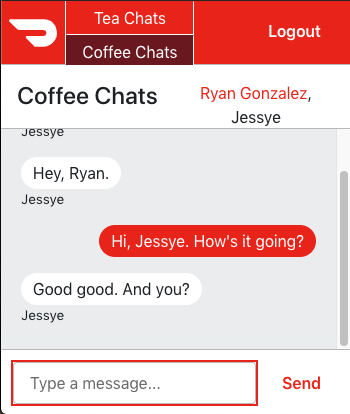 Tea Chats
Logout
Coffee Chats
Coffee Chats
Ryan Gonzalez,
Jessye
Jessye
Hey, Ryan.
Jessye
Hi, Jessye. How's it going?
Good good. And you?
Jessye
Type a message...
Send